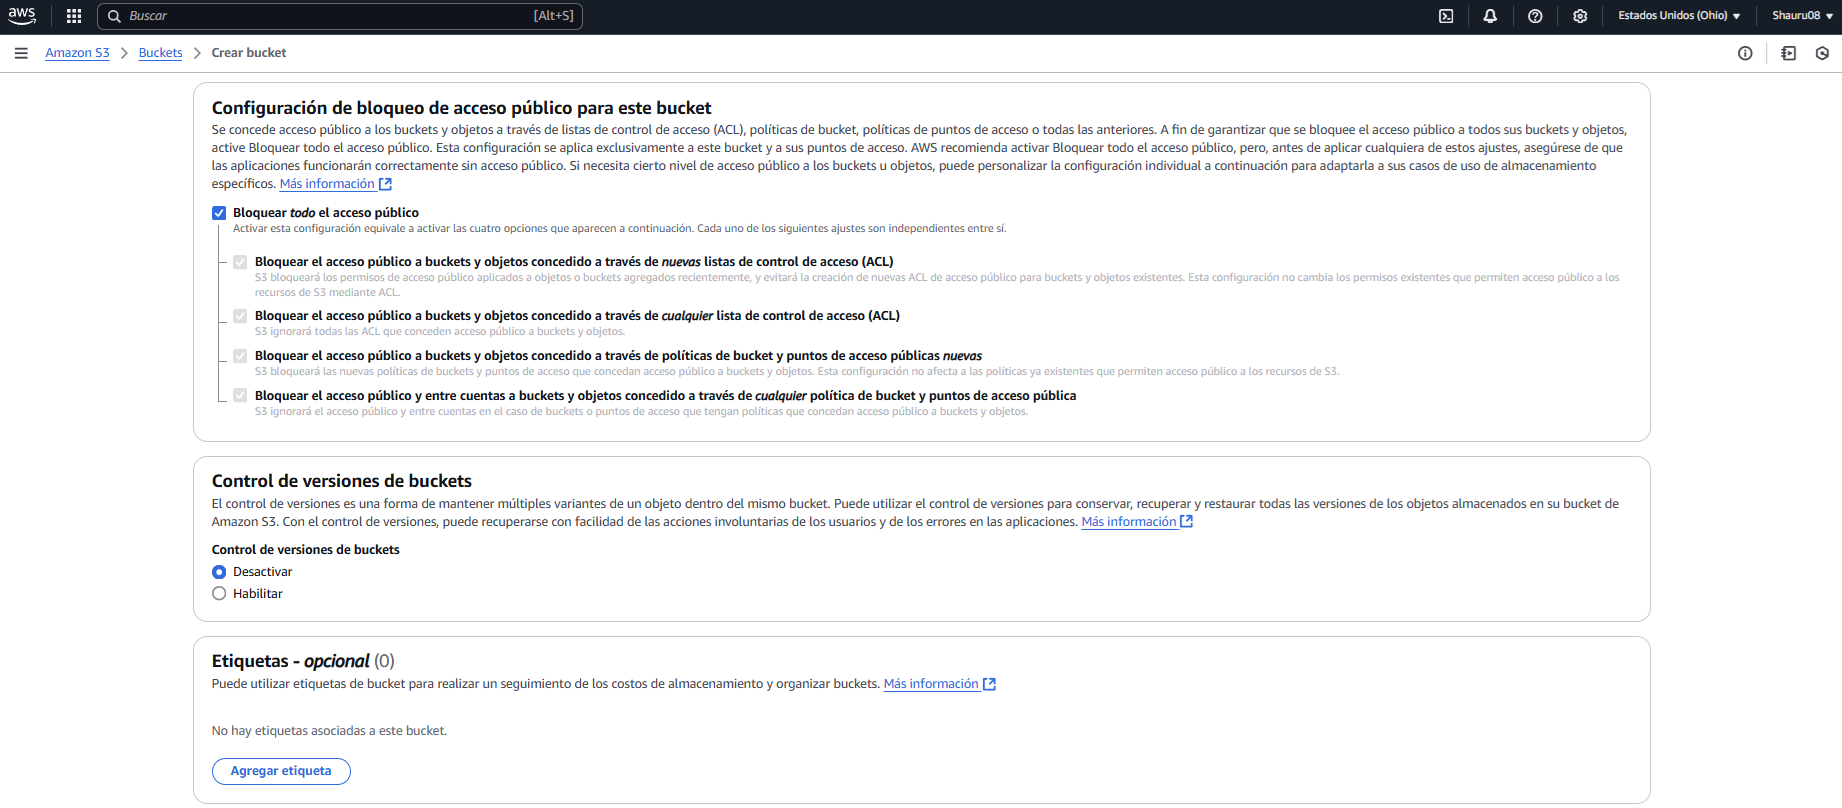 aws
Buscar
[Alt+S]
Estados Unidos (Ohio)
Shauru08
Amazon S3
Buckets
Crear bucket
Configuración de bloqueo de acceso público para este bucket
Se concede acceso público a los buckets y objetos a través de listas de control de acceso (ACL), políticas de bucket, políticas de puntos de acceso o todas las anteriores. A fin de garantizar que se bloquee el acceso público a todos sus buckets y objetos,
active Bloquear todo el acceso público. Esta configuración se aplica exclusivamente a este bucket y a sus puntos de acceso. AWS recomienda activar Bloquear todo el acceso público, pero, antes de aplicar cualquiera de estos ajustes, asegúrese de que
las aplicaciones funcionarán correctamente sin acceso público. Si necesita cierto nivel de acceso público a los buckets u objetos, puede personalizar la configuración individual a continuación para adaptarla a sus casos de uso de almacenamiento
específicos. Más información
Bloquear todo el acceso público
Activar esta configuración equivale a activar las cuatro opciones que aparecen a continuación. Cada uno de los siguientes ajustes son independientes entre sí.
Bloquear el acceso público a buckets y objetos concedido a través de nuevas listas de control de acceso (ACL)
S3 bloqueará los permisos de acceso público aplicados a objetos o buckets agregados recientemente, y evitará la creación de nuevas ACL de acceso público para buckets y objetos existentes. Esta configuración no cambia los permisos existentes que permiten acceso público a los
recursos de S3 mediante ACL.
Bloquear el acceso público a buckets y objetos concedido a través de cualquier lista de control de acceso (ACL)
S3 ignorará todas las ACL que conceden acceso público a buckets y objetos.
Bloquear el acceso público a buckets y objetos concedido a través de políticas de bucket y puntos de acceso públicas nuevas
S3 bloqueará las nuevas políticas de buckets y puntos de acceso que concedan acceso público a buckets y objetos. Esta configuración no afecta a las políticas ya existentes que permiten acceso público a los recursos de S3.
Bloquear el acceso público y entre cuentas a buckets y objetos concedido a través de cualquier política de bucket y puntos de acceso pública
S3 ignorará el acceso público y entre cuentas en el caso de buckets o puntos de acceso que tengan políticas que concedan acceso público a buckets y objetos.
Control de versiones de buckets
El control de versiones es una forma de mantener múltiples variantes de un objeto dentro del mismo bucket. Puede utilizar el control de versiones para conservar, recuperar y restaurar todas las versiones de los objetos almacenados en su bucket de
Amazon S3. Con el control de versiones, puede recuperarse con facilidad de las acciones involuntarias de los usuarios y de los errores en las aplicaciones. Más información
Control de versiones de buckets
Desactivar
Habilitar
Etiquetas - opcional (0)
Puede utilizar etiquetas de bucket para realizar un seguimiento de los costos de almacenamiento y organizar buckets. Más información
No hay etiquetas asociadas a este bucket.
Agregar etiqueta